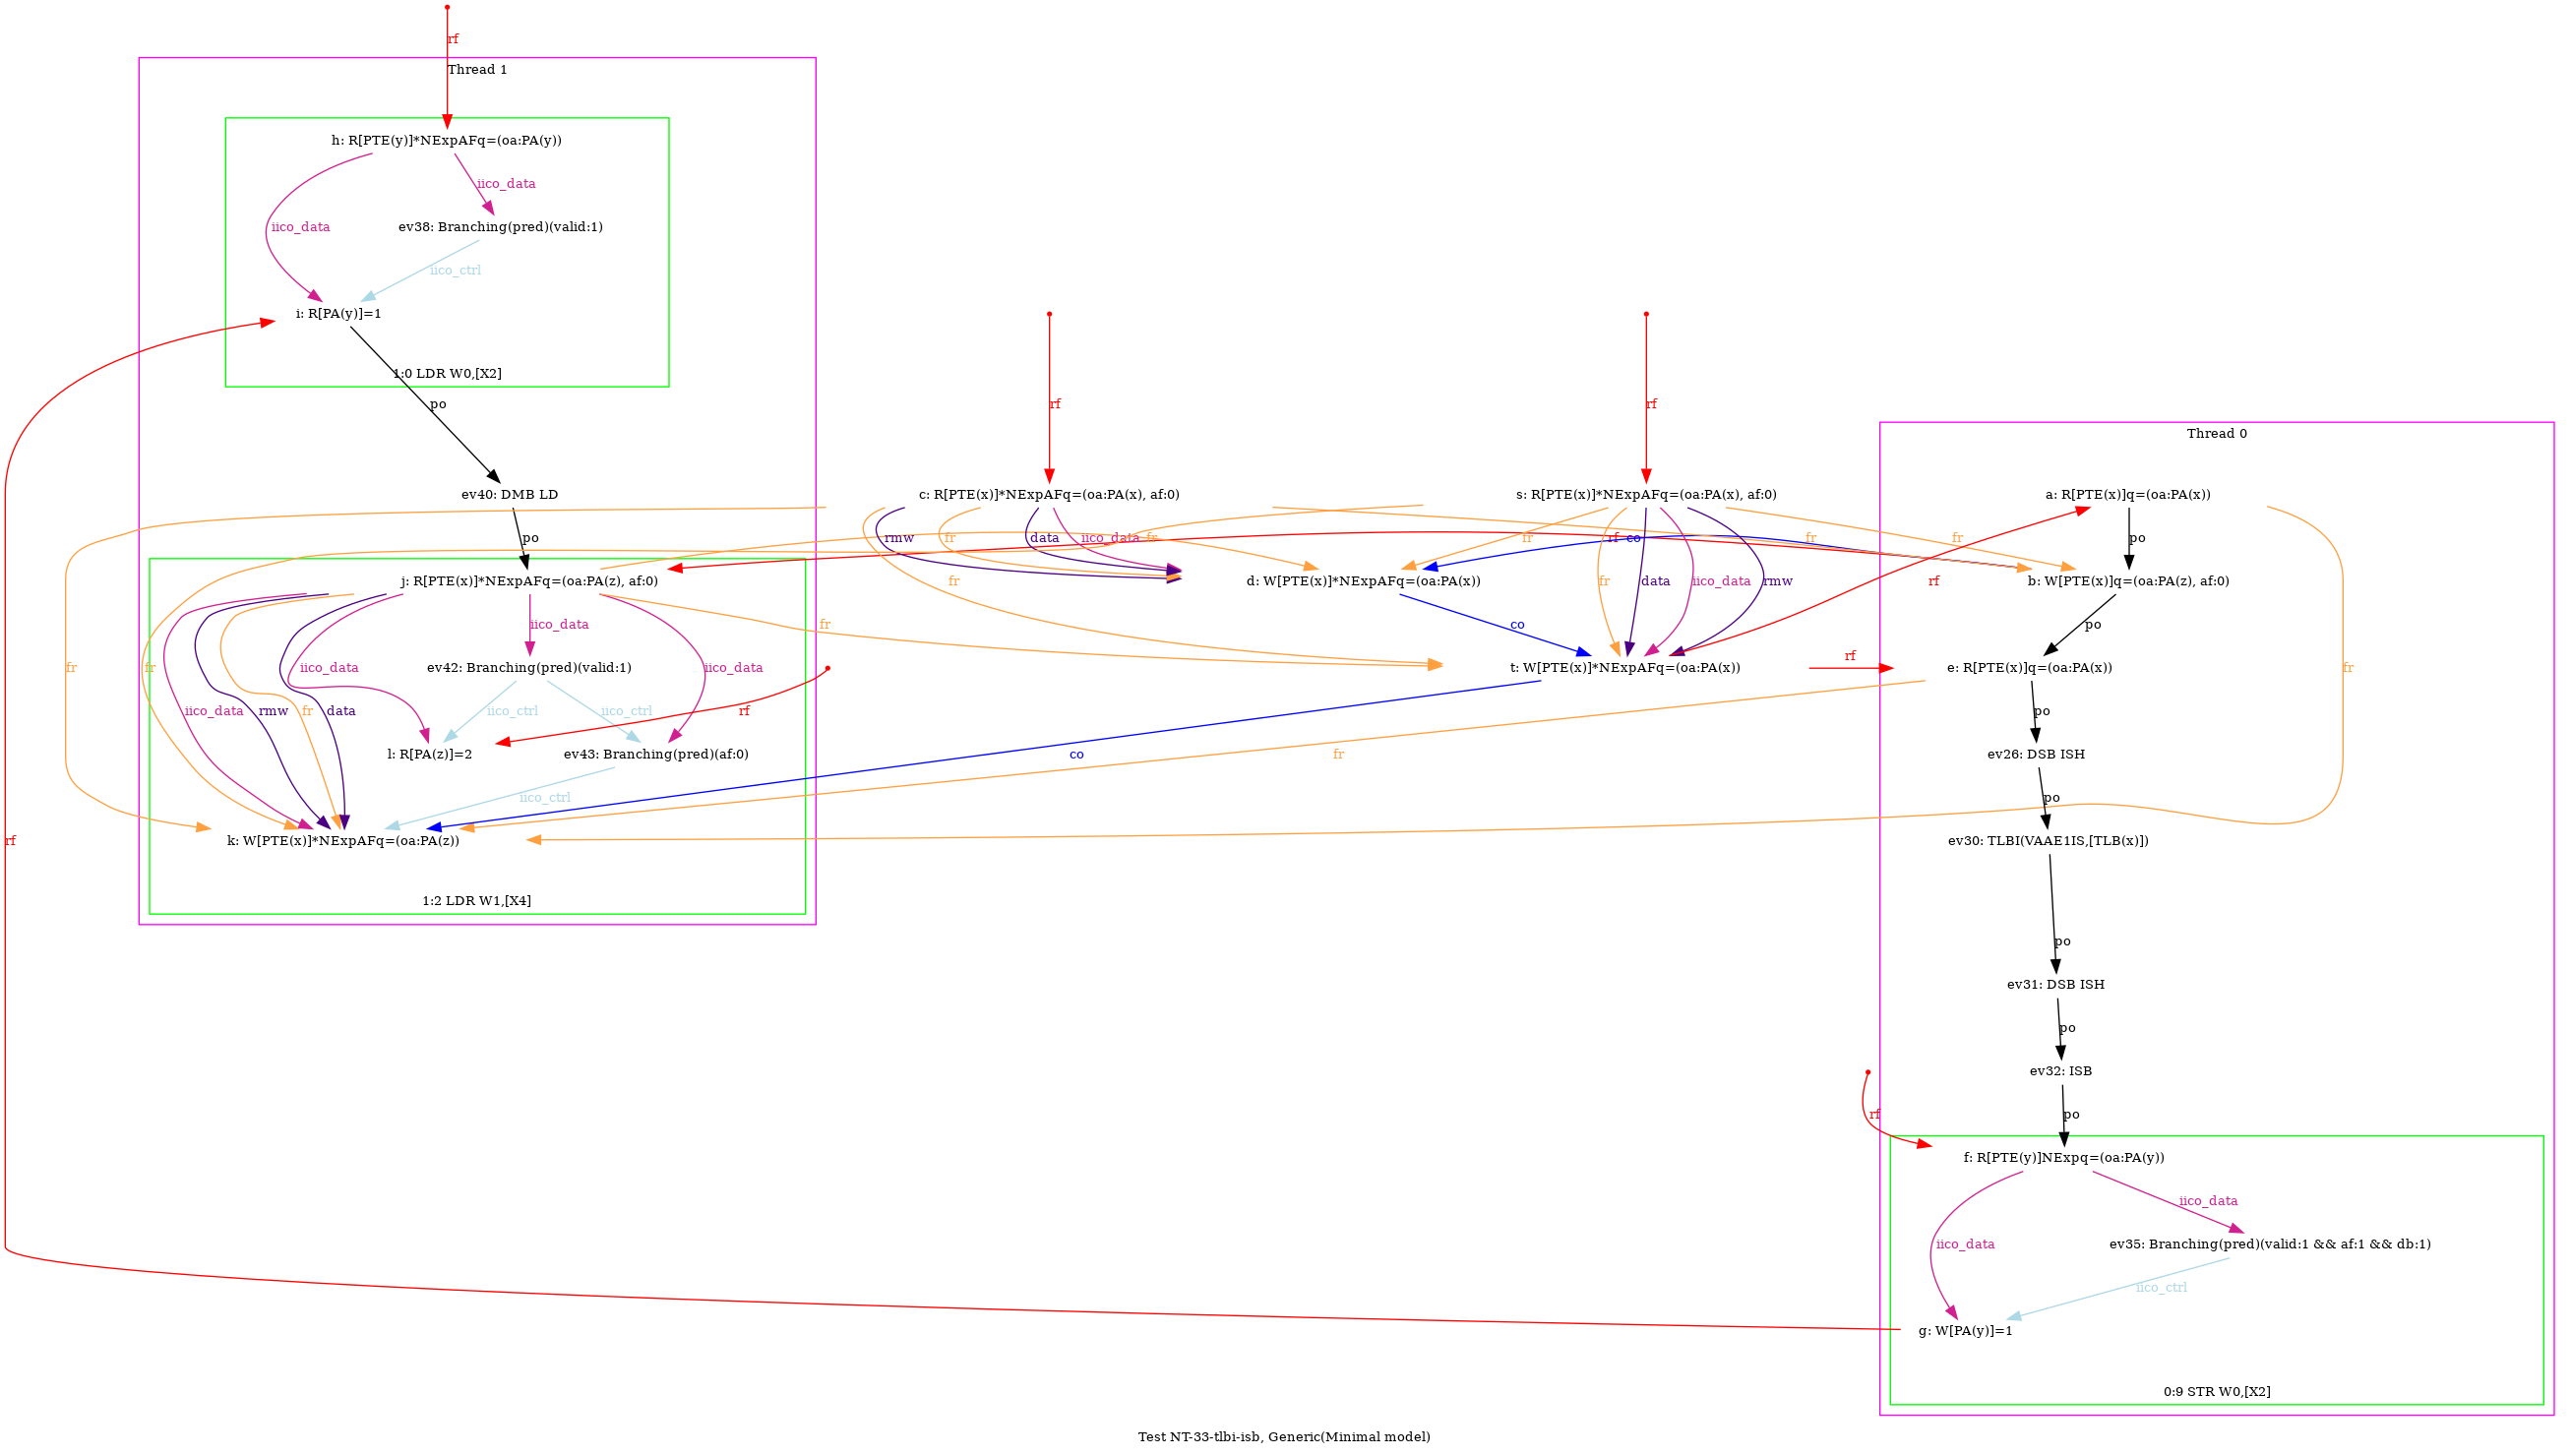 rf
Thread 1
h: R[PTE(y)]*NExpAFq=(oa:PA(y))
iico_data
ev38: Branching(pred)(valid:1)
iico_data
iico_ctrl
i: R[PA(y)]=1
1:0 LDR W0,[X2]
po
rf
rf
Thread 0
ev40: DMB LD
c: R[PTE(x)]*NExpAFq=(oa:PA(x), af:0)
s: R[PTE(x)]*NExpAFq=(oa:PA(x), af:0)
a: R[PTE(x)]q=(oa:PA(x))
po
rmw
fr
data
iico_data
fr
fr
rf
co
fr
fr
po
j: R[PTE(x)]*NExpAFq=(oa:PA(z), af:0)
fr
d: W[PTE(x)]*NExpAFq=(oa:PA(x))
fr
data
iico_data
rmw
rf
b: W[PTE(x)]q=(oa:PA(z), af:0)
iico_data
fr
co
po
fr
fr
iico_data
ev42: Branching(pred)(valid:1)
iico_data
t: W[PTE(x)]*NExpAFq=(oa:PA(x))
rf
e: R[PTE(x)]q=(oa:PA(x))
fr
iico_data
rmw
fr
data
iico_ctrl
iico_ctrl
rf
po
l: R[PA(z)]=2
ev43: Branching(pred)(af:0)
co
fr
ev26: DSB ISH
iico_ctrl
po
rf
k: W[PTE(x)]*NExpAFq=(oa:PA(z))
ev30: TLBI(VAAE1IS,[TLB(x)])
1:2 LDR W1,[X4]
po
ev31: DSB ISH
po
ev32: ISB
rf
po
f: R[PTE(y)]NExpq=(oa:PA(y))
iico_data
iico_data
ev35: Branching(pred)(valid:1 && af:1 && db:1)
iico_ctrl
g: W[PA(y)]=1
0:9 STR W0,[X2]
Test NT-33-tlbi-isb, Generic(Minimal model)